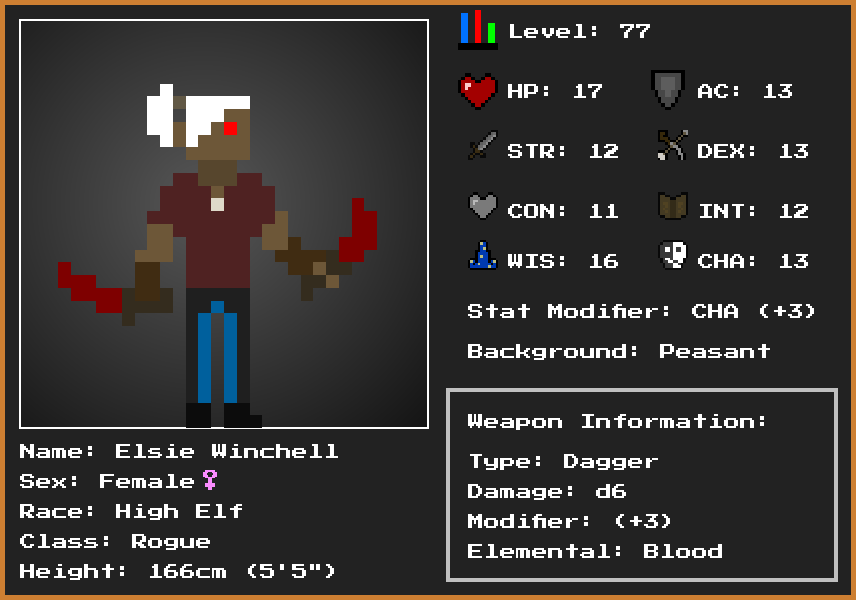 Level: 77
HP: 17 AC: 13
STR: 12 DEX: 13
CON: 11 INT: 12
WIS: 16 CHA: 13
Stat Modifier: CHA (+3)
Background: Peasant
Weapon Information:
Type: Dagger
Damage: d6
Modifier: (+3)
Elemental: Blood
Name: Elsie Winchell
Sex: Female♀
Race: High Elf
Class: Rogue
Height: 166cm (5'5")